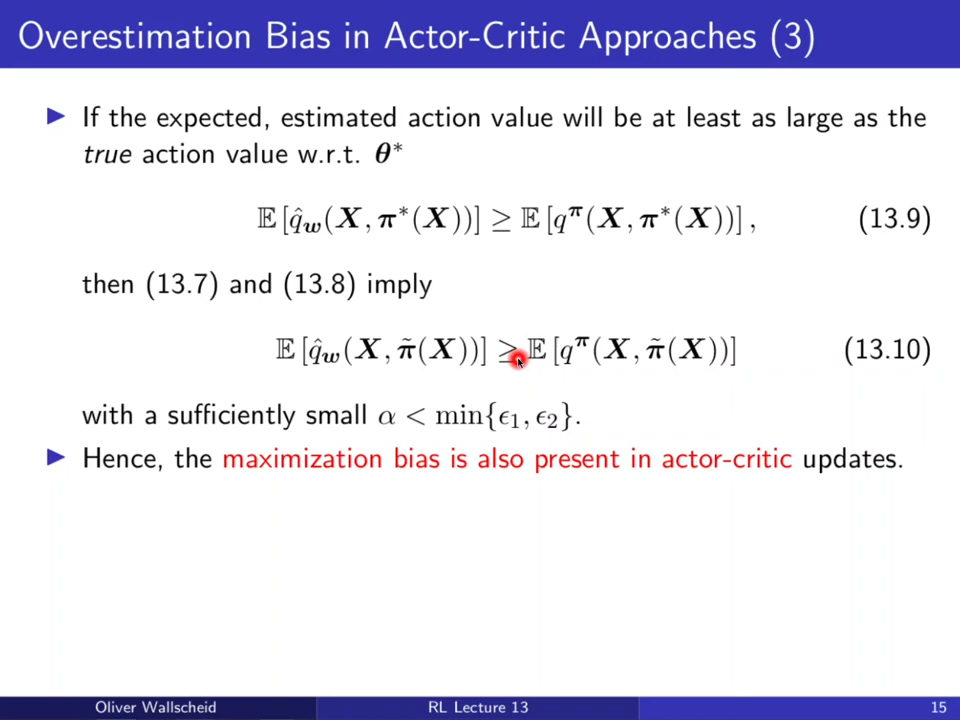 Overestimation Bias in Actor-Critic Approaches (3)
▶ If the expected, estimated action value will be at least as large as the
true action value w.r.t. θ*
𝔼 [q̂_w(X, π*(X))] ≥ 𝔼 [q^π(X, π*(X))] , (13.9)
then (13.7) and (13.8) imply
𝔼 [q̂_w(X, π̃(X))] ≥ 𝔼 [q^π(X, π̃(X))] (13.10)
with a sufficiently small α < min{ϵ₁, ϵ₂}.
▶ Hence, the maximization bias is also present in actor-critic updates.
Oliver Wallscheid RL Lecture 13 15